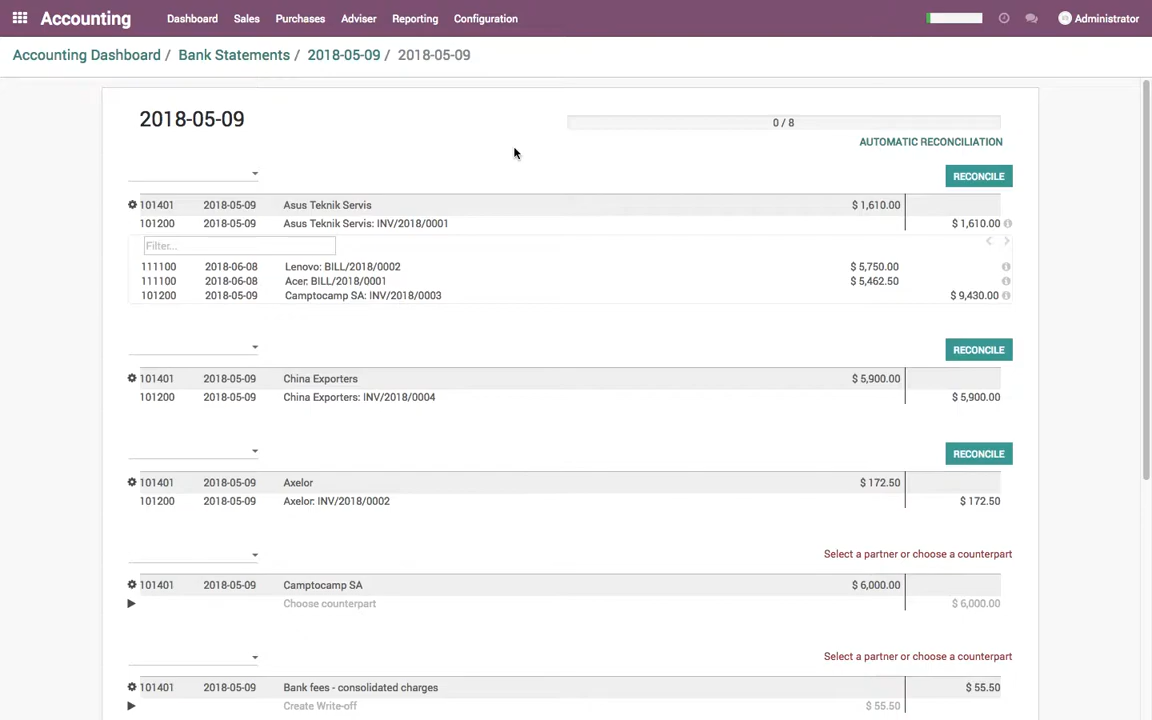 Accounting Dashboard Sales Purchases Adviser Reporting Configuration Administrator
Accounting Dashboard / Bank Statements / 2018-05-09 / 2018-05-09
2018-05-09 0 / 8
AUTOMATIC RECONCILIATION
RECONCILE
101401 2018-05-09 Asus Teknik Servis $ 1,610.00
101200 2018-05-09 Asus Teknik Servis: INV/2018/0001 $ 1,610.00
Filter...
111100 2018-06-08 Lenovo: BILL/2018/0002 $ 5,750.00
111100 2018-06-08 Acer: BILL/2018/0001 $ 5,462.50
101200 2018-05-09 Camptocamp SA: INV/2018/0003 $ 9,430.00
RECONCILE
101401 2018-05-09 China Exporters $ 5,900.00
101200 2018-05-09 China Exporters: INV/2018/0004 $ 5,900.00
RECONCILE
101401 2018-05-09 Axelor $ 172.50
101200 2018-05-09 Axelor: INV/2018/0002 $ 172.50
Select a partner or choose a counterpart
101401 2018-05-09 Camptocamp SA $ 6,000.00
Choose counterpart $ 6,000.00
Select a partner or choose a counterpart
101401 2018-05-09 Bank fees - consolidated charges $ 55.50
Create Write-off $ 55.50